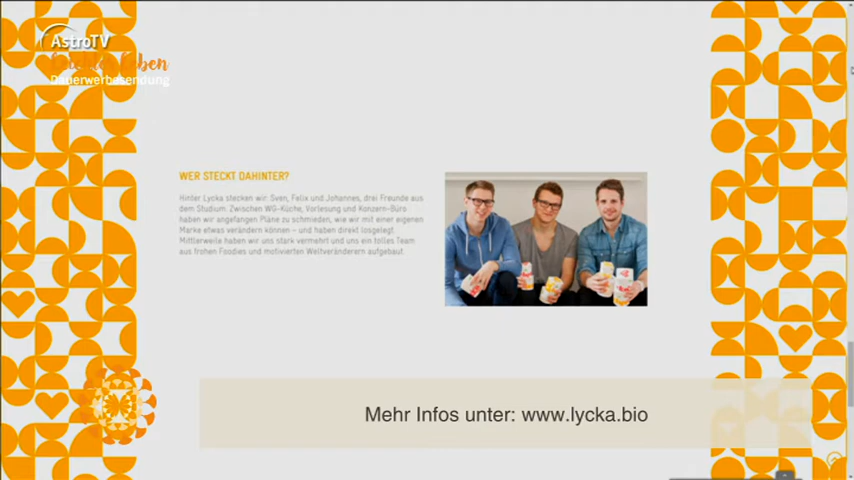 AstroTV
Leichter Leben
Dauerwerbesendung
WER STECKT DAHINTER?
Hinter Lycka stecken wir: Sven, Felix und Johannes, drei Freunde aus
dem Studium. Zwischen WG-Küche, Vorlesung und Konzern-Büro
haben wir angefangen Pläne zu schmieden, wie wir mit einer eigenen
Marke etwas verändern können – und haben direkt losgelegt.
Mittlerweile haben wir uns stark vermehrt und uns ein tolles Team
aus frohen Foodies und motivierten Weltveränderern aufgebaut.
Mehr Infos unter: www.lycka.bio